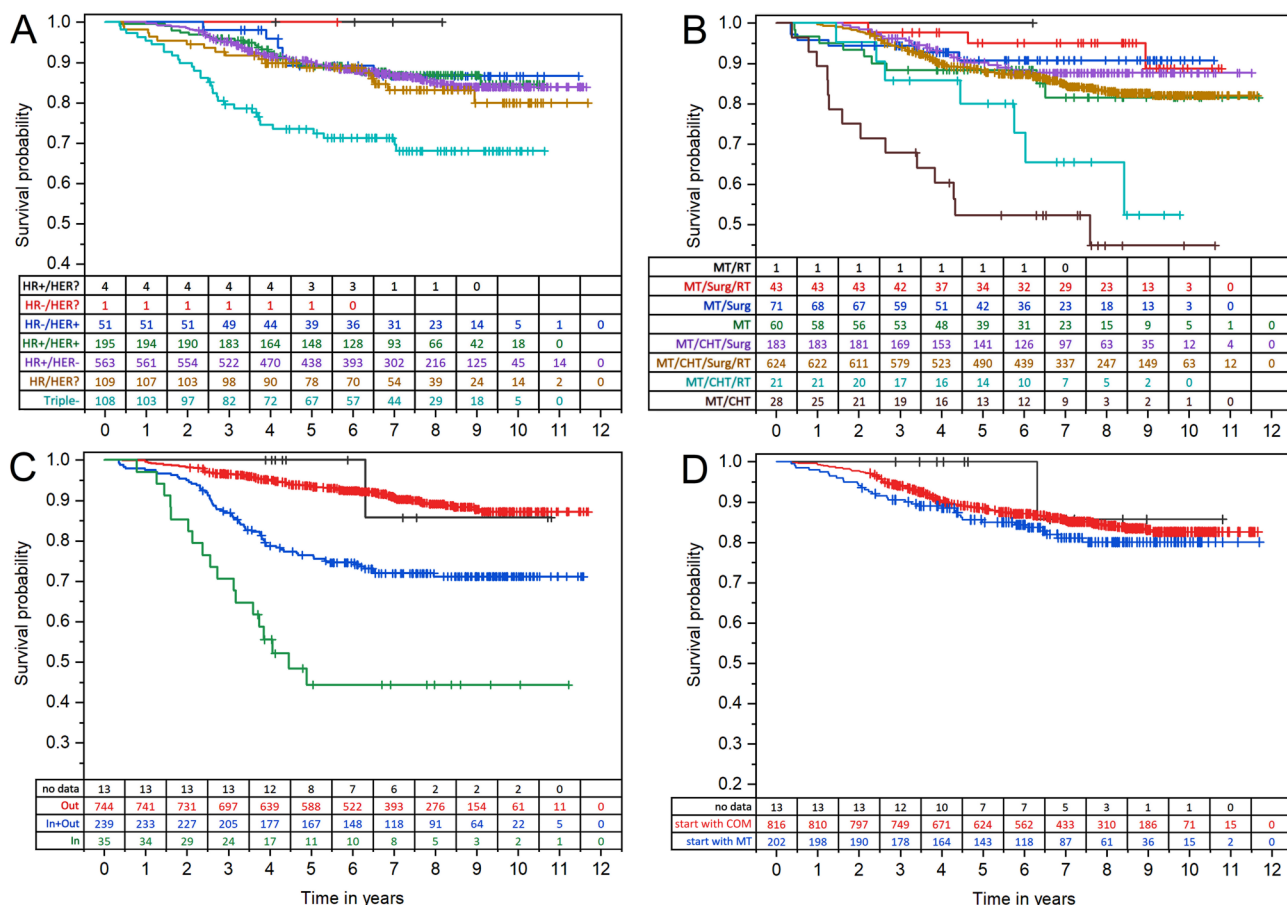 A
Survival probability
1.0
0.9
0.8
0.7
0.6
0.5
0.4
HR+/HER? 4 4 4 4 4 3 3 1 1 0
HR-/HER? 1 1 1 1 1 1 0
HR-/HER+ 51 51 51 49 44 39 36 31 23 14 5 1 0
HR+/HER+ 195 194 190 183 164 148 128 93 66 42 18 0
HR+/HER- 563 561 554 522 470 438 393 302 216 125 45 14 0
HR/HER? 109 107 103 98 90 78 70 54 39 24 14 2 0
Triple- 108 103 97 82 72 67 57 44 29 18 5 0
0 1 2 3 4 5 6 7 8 9 10 11 12
B
Survival probability
1.0
0.9
0.8
0.7
0.6
0.5
MT/RT 1 1 1 1 1 1 1 0
MT/Surg/RT 43 43 43 42 37 34 32 29 23 13 3 0
MT/Surg 71 68 67 59 51 42 36 23 18 13 3 0
MT 60 58 56 53 48 39 31 23 15 9 5 1 0
MT/CHT/Surg 183 183 181 169 153 141 126 97 63 35 12 4 0
MT/CHT/Surg/RT 624 622 611 579 523 490 439 337 247 149 63 12 0
MT/CHT/RT 21 21 20 17 16 14 10 7 5 2 0
MT/CHT 28 25 21 19 16 13 12 9 3 2 1 0
0 1 2 3 4 5 6 7 8 9 10 11 12
C
Survival probability
1.0
0.9
0.8
0.7
0.6
0.5
0.4
0.3
no data 13 13 13 13 12 8 7 6 2 2 2 0
Out 744 741 731 697 639 588 522 393 276 154 61 11 0
In+Out 239 233 227 205 177 167 148 118 91 64 22 5 0
In 35 34 29 24 17 11 10 8 5 3 2 1 0
0 1 2 3 4 5 6 7 8 9 10 11 12
Time in years
D
Survival probability
1.0
0.9
0.8
0.7
0.6
0.5
0.4
0.3
0.2
no data 13 13 13 12 10 7 7 5 3 1 1 0
start with COM 816 810 797 749 671 624 562 433 310 186 71 15 0
start with MT 202 198 190 178 164 143 118 87 61 36 15 2 0
0 1 2 3 4 5 6 7 8 9 10 11 12
Time in years